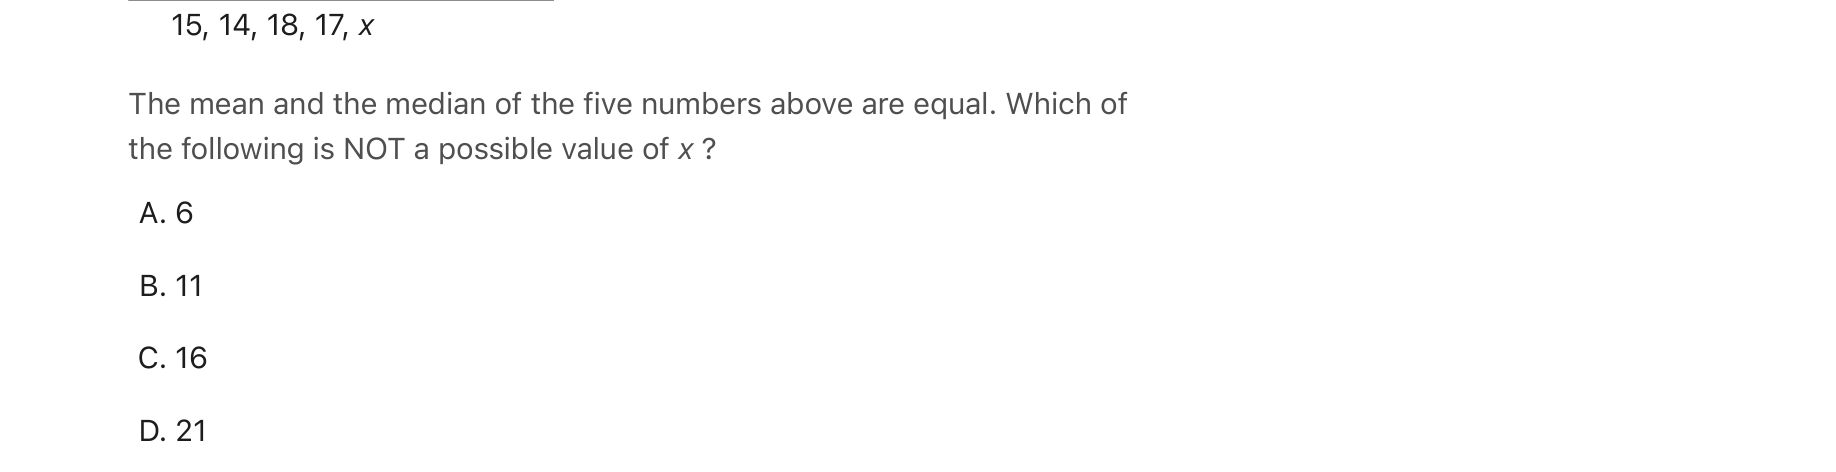 15, 14, 18, 17, x
The mean and the median of the five numbers above are equal. Which of
the following is NOT a possible value of x ?
A. 6
B. 11
C. 16
D. 21